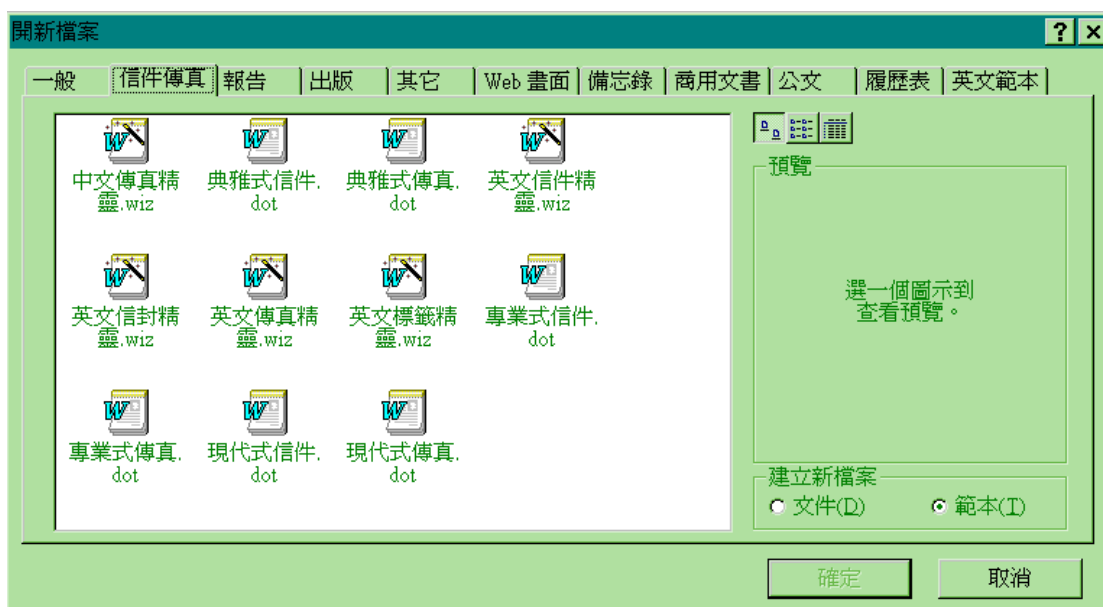 開新檔案
一般 信件傳真 報告 出版 其它 Web 畫面 備忘錄 商用文書 公文 履歷表 英文範本
中文傳真精
靈.wiz
典雅式信件.
dot
典雅式傳真.
dot
英文信件精
靈.wiz
英文信封精
靈.wiz
英文傳真精
靈.wiz
英文標籤精
靈.wiz
專業式信件.
dot
專業式傳真.
dot
現代式信件.
dot
現代式傳真.
dot
預覽
選一個圖示到
查看預覽。
建立新檔案
文件(D)
範本(T)
確定
取消